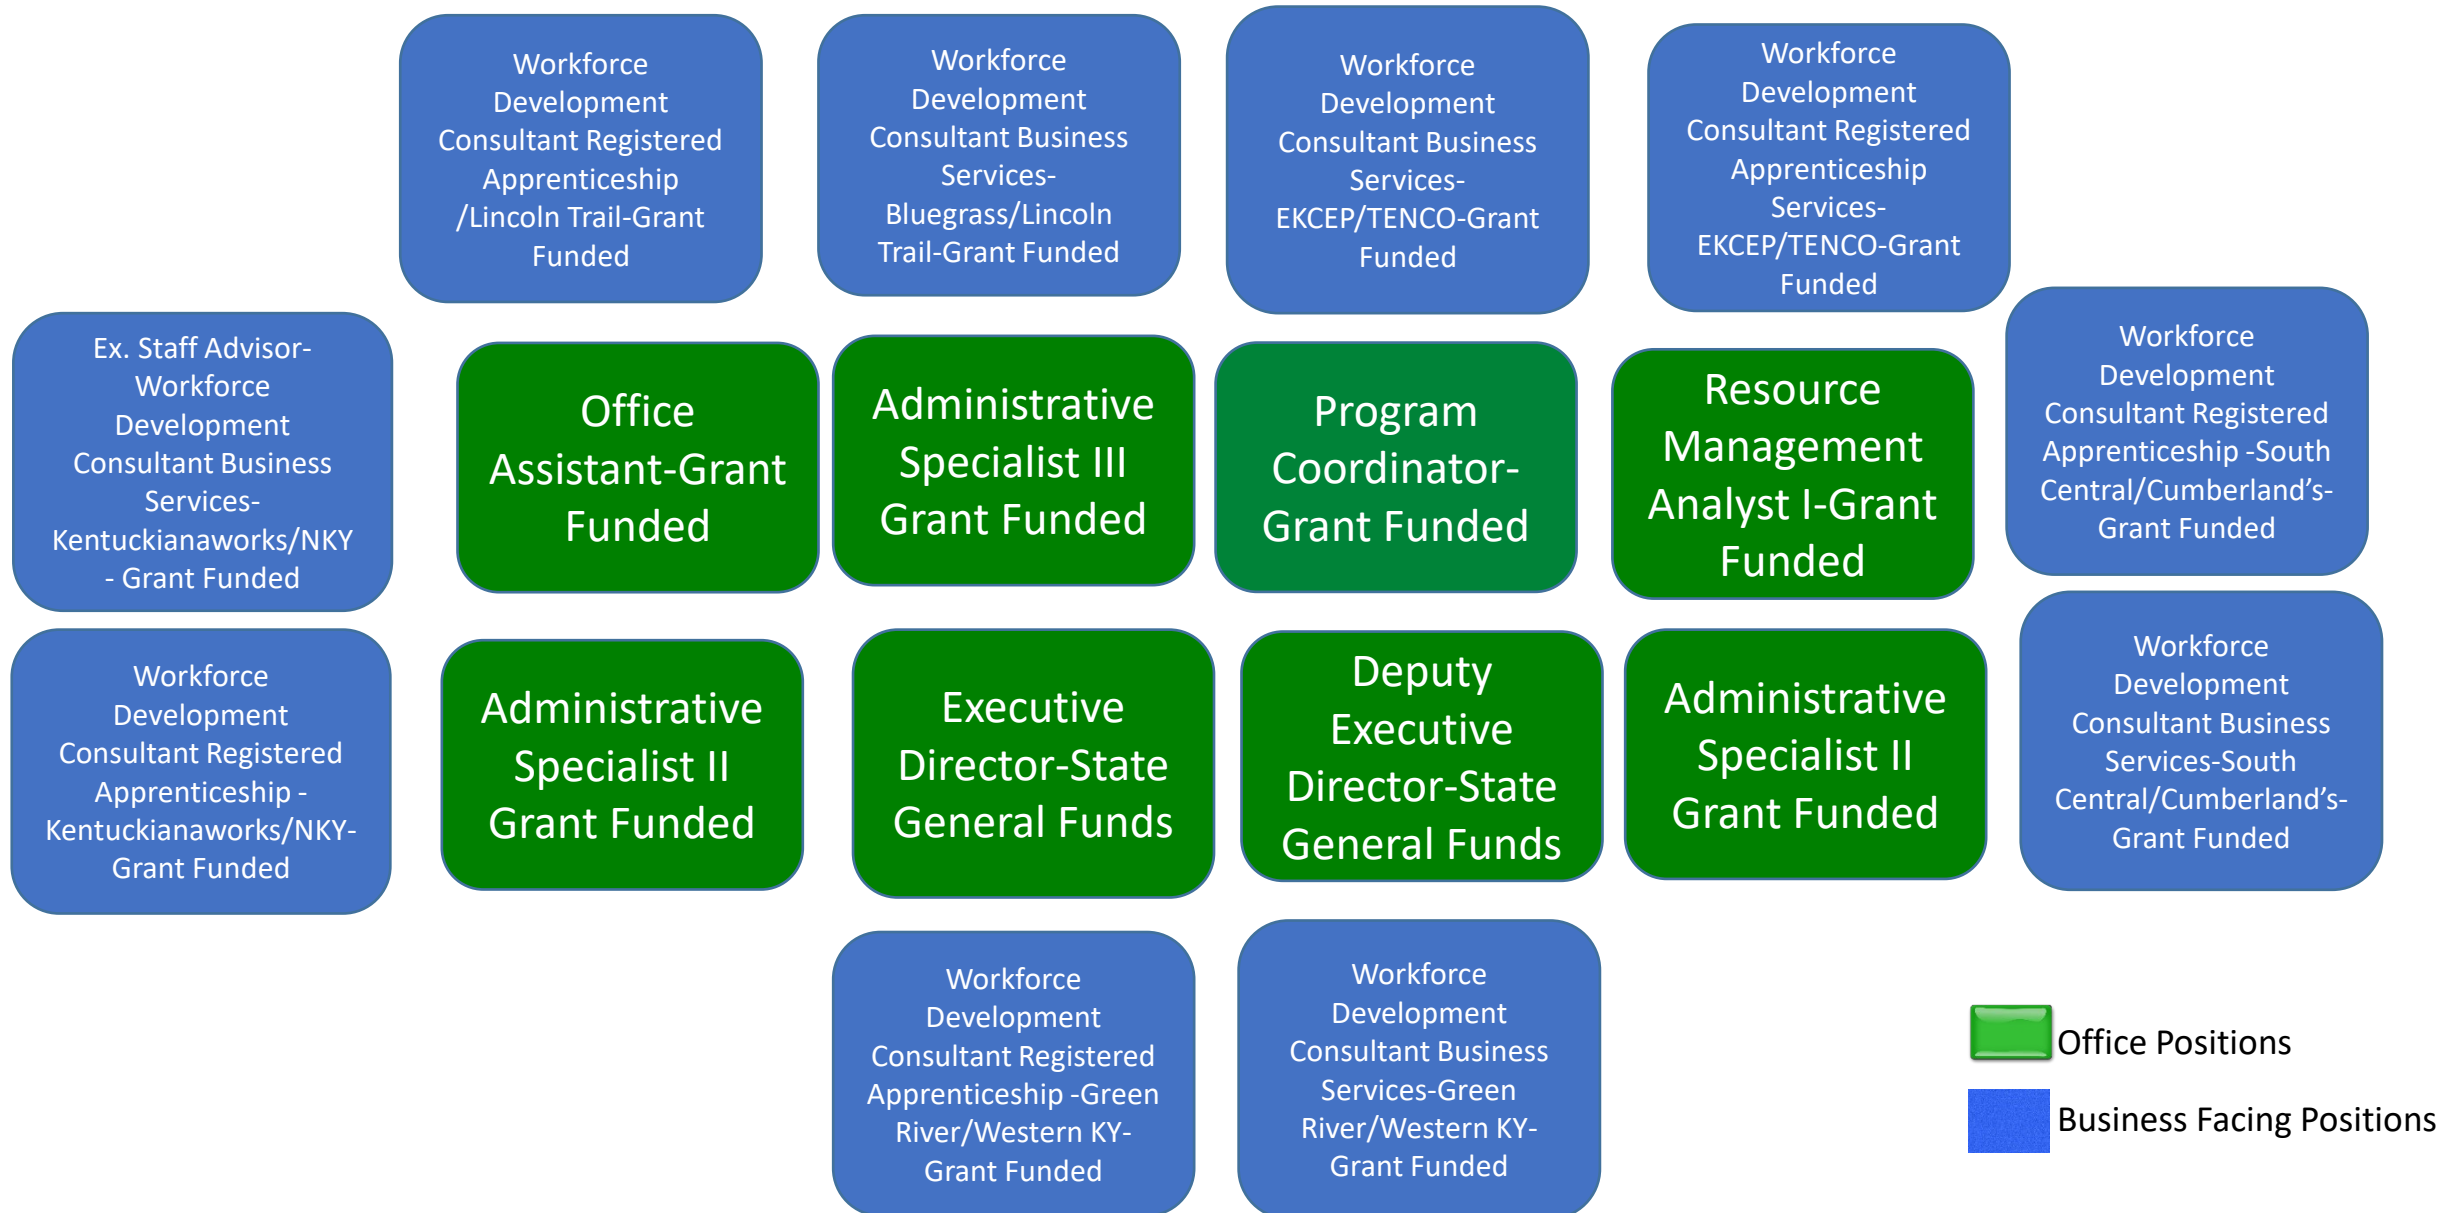 Workforce
Development
Consultant Registered
Apprenticeship
/Lincoln Trail-Grant
Funded
Workforce
Development
Consultant Business
Services-
Bluegrass/Lincoln
Trail-Grant Funded
Workforce
Development
Consultant Business
Services-
EKCEP/TENCO-Grant
Funded
Workforce
Development
Consultant Registered
Apprenticeship
Services-
EKCEP/TENCO-Grant
Funded
Ex. Staff Advisor-
Workforce
Development
Consultant Business
Services-
Kentuckianaworks/NKY
- Grant Funded
Office
Assistant-Grant
Funded
Administrative
Specialist III
Grant Funded
Program
Coordinator-
Grant Funded
Resource
Management
Analyst I-Grant
Funded
Workforce
Development
Consultant Registered
Apprenticeship -South
Central/Cumberland’s-
Grant Funded
Workforce
Development
Consultant Registered
Apprenticeship -
Kentuckianaworks/NKY-
Grant Funded
Administrative
Specialist II
Grant Funded
Executive
Director-State
General Funds
Deputy
Executive
Director-State
General Funds
Administrative
Specialist II
Grant Funded
Workforce
Development
Consultant Business
Services-South
Central/Cumberland’s-
Grant Funded
Workforce
Development
Consultant Registered
Apprenticeship -Green
River/Western KY-
Grant Funded
Workforce
Development
Consultant Business
Services-Green
River/Western KY-
Grant Funded
Office Positions
Business Facing Positions